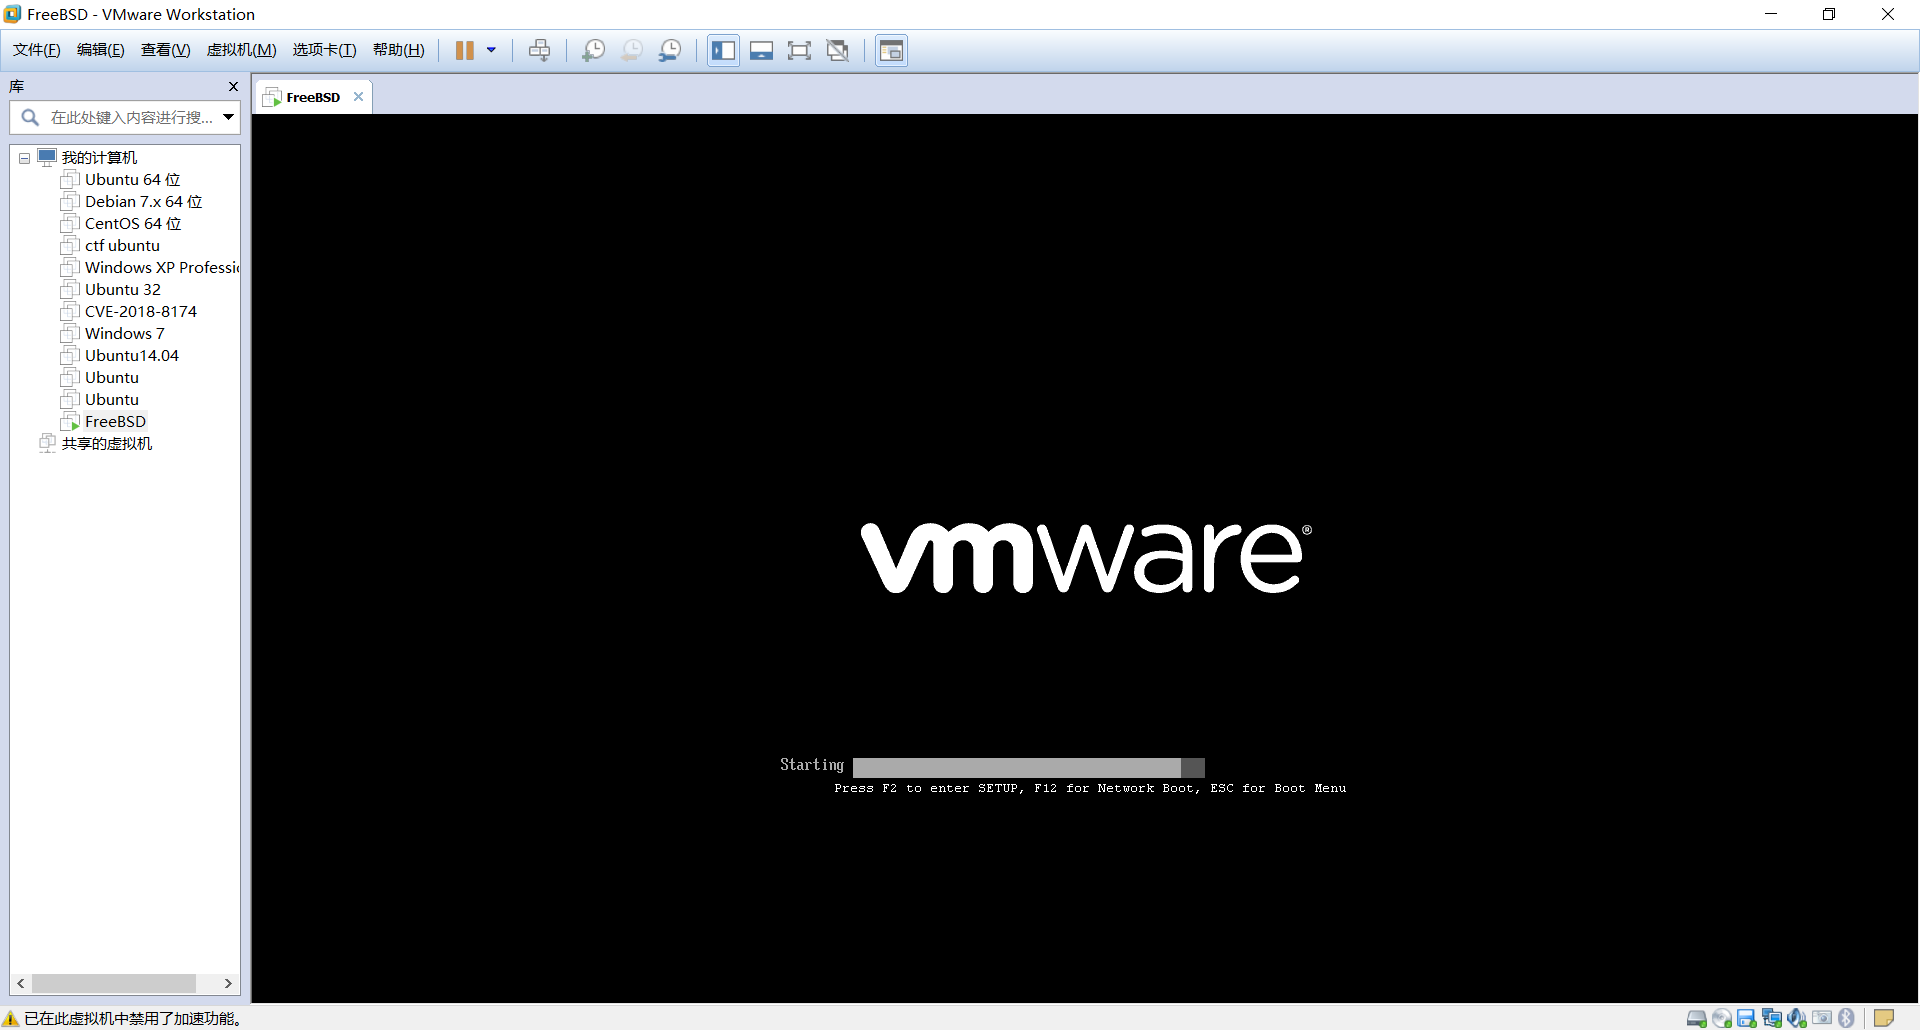 FreeBSD - VMware Workstation
文件(F) 编辑(E) 查看(V) 虚拟机(M) 选项卡(T) 帮助(H)
库
在此处键入内容进行搜...
我的计算机
Ubuntu 64 位
Debian 7.x 64 位
CentOS 64 位
ctf ubuntu
Windows XP Professi
Ubuntu 32
CVE-2018-8174
Windows 7
Ubuntu14.04
Ubuntu
Ubuntu
FreeBSD
共享的虚拟机
FreeBSD
vmware®
Starting
Press F2 to enter SETUP, F12 for Network Boot, ESC for Boot Menu
已在此虚拟机中禁用了加速功能。